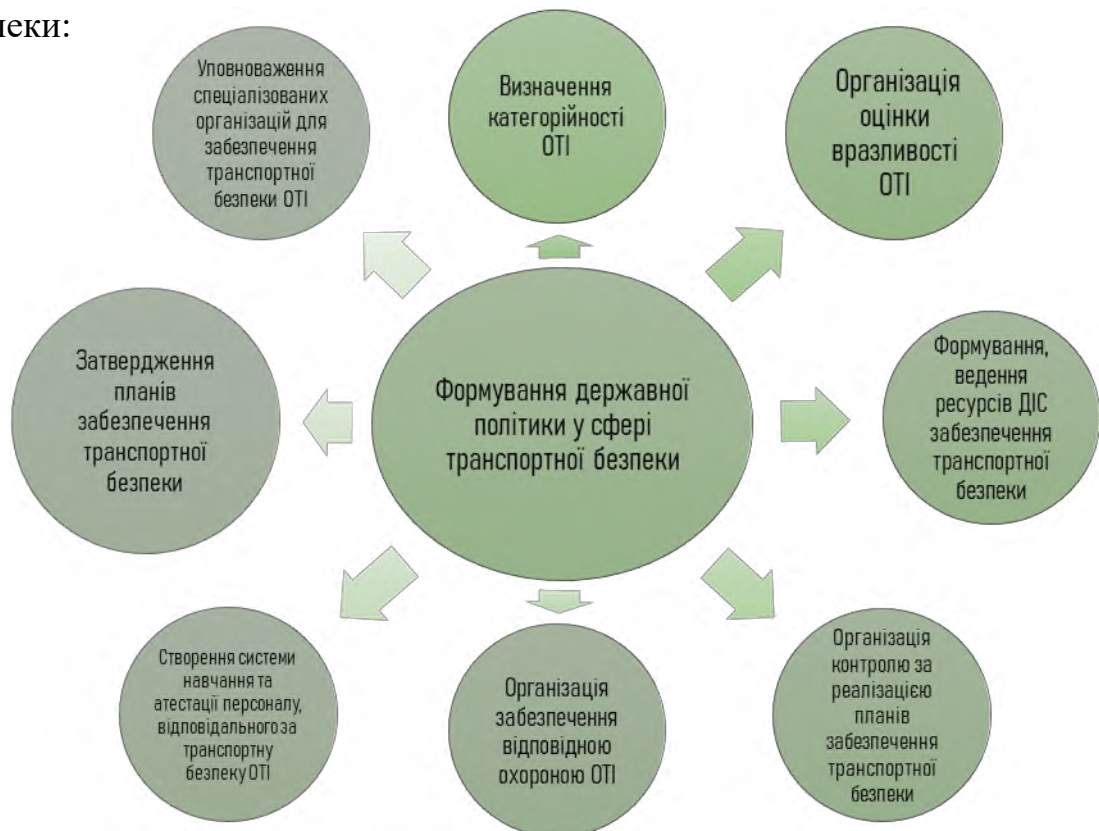 пеки:
Уповноваження
спеціалізованих
організацій для
забезпечення
транспортної
безпеки ОТІ
Визначення
категорійності
ОТІ
Організація
оцінки
вразливості
ОТІ
Затвердження
планів
забезпечення
транспортної
безпеки
Формування державної
політики у сфері
транспортної безпеки
Формування,
ведення
ресурсів ДІС
забезпечення
транспортної
безпеки
Створення системи
навчання та
атестації персоналу,
відповідального за
транспортну
безпеку ОТІ
Організація
забезпечення
відповідною
охороною ОТІ
Організація
контролю за
реалізацією
планів
забезпечення
транспортної
безпеки